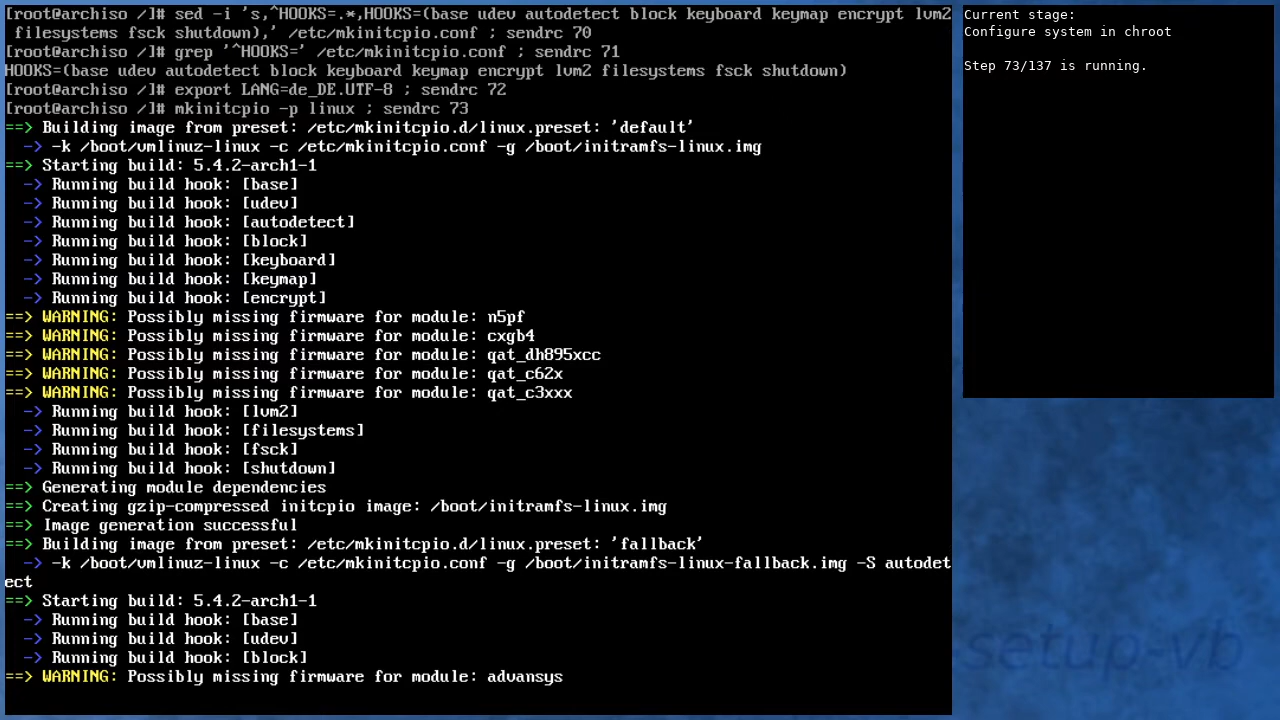 [root@archiso /]# sed -i 's,^HOOKS=.*,HOOKS=(base udev autodetect block keyboard keymap encrypt lvm2
 filesystems fsck shutdown),' /etc/mkinitcpio.conf ; sendrc 70
[root@archiso /]# grep '^HOOKS=' /etc/mkinitcpio.conf ; sendrc 71
HOOKS=(base udev autodetect block keyboard keymap encrypt lvm2 filesystems fsck shutdown)
[root@archiso /]# export LANG=de_DE.UTF-8 ; sendrc 72
[root@archiso /]# mkinitcpio -p linux ; sendrc 73
==> Building image from preset: /etc/mkinitcpio.d/linux.preset: 'default'
  -> -k /boot/vmlinuz-linux -c /etc/mkinitcpio.conf -g /boot/initramfs-linux.img
==> Starting build: 5.4.2-arch1-1
  -> Running build hook: [base]
  -> Running build hook: [udev]
  -> Running build hook: [autodetect]
  -> Running build hook: [block]
  -> Running build hook: [keyboard]
  -> Running build hook: [keymap]
  -> Running build hook: [encrypt]
==> WARNING: Possibly missing firmware for module: n5pf
==> WARNING: Possibly missing firmware for module: cxgb4
==> WARNING: Possibly missing firmware for module: qat_dh895xcc
==> WARNING: Possibly missing firmware for module: qat_c62x
==> WARNING: Possibly missing firmware for module: qat_c3xxx
  -> Running build hook: [lvm2]
  -> Running build hook: [filesystems]
  -> Running build hook: [fsck]
  -> Running build hook: [shutdown]
==> Generating module dependencies
==> Creating gzip-compressed initcpio image: /boot/initramfs-linux.img
==> Image generation successful
==> Building image from preset: /etc/mkinitcpio.d/linux.preset: 'fallback'
  -> -k /boot/vmlinuz-linux -c /etc/mkinitcpio.conf -g /boot/initramfs-linux-fallback.img -S autodet
ect
==> Starting build: 5.4.2-arch1-1
  -> Running build hook: [base]
  -> Running build hook: [udev]
  -> Running build hook: [block]
==> WARNING: Possibly missing firmware for module: advansys
Current stage:
Configure system in chroot
Step 73/137 is running.
setup-vb